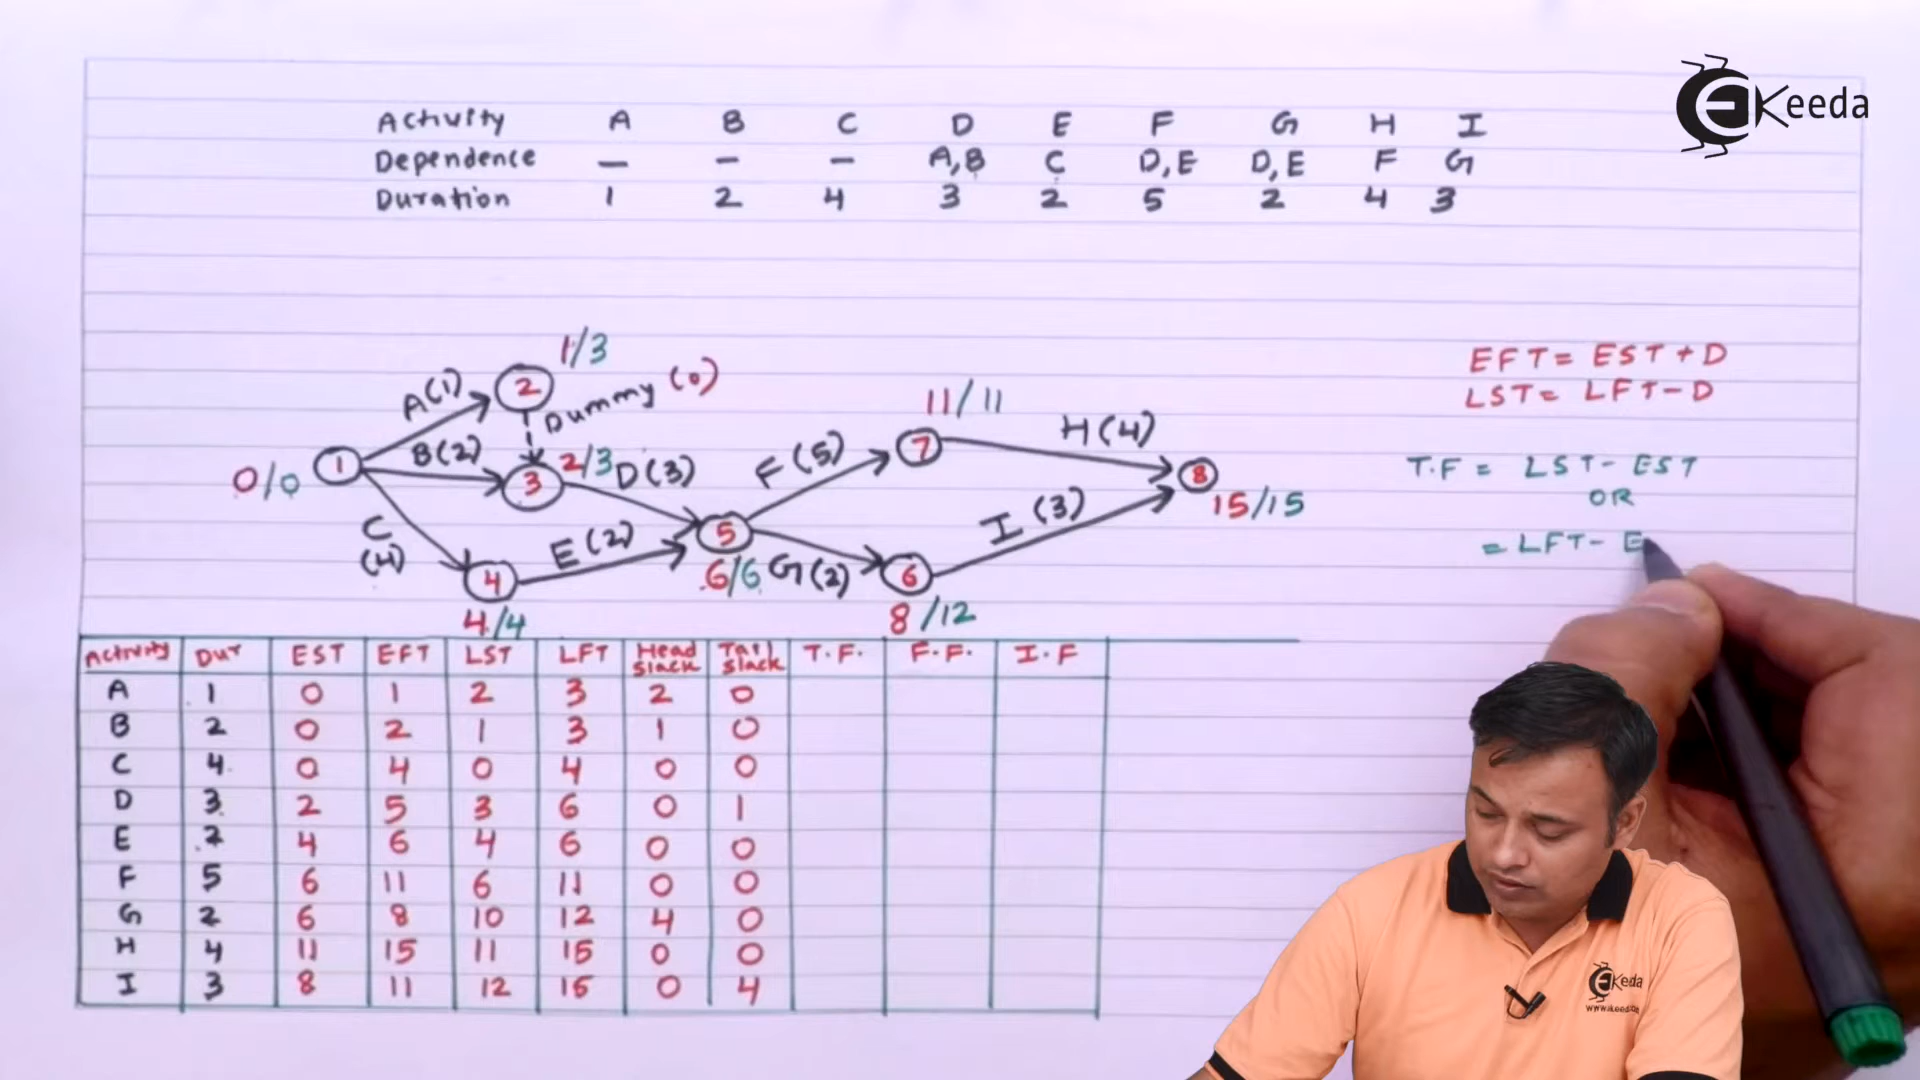 Keeda
Activity A B C D E F G H I
Dependence — — — A,B C D,E D,E F G
Duration 1 2 4 3 2 5 2 4 3
EFT = EST + D
LST = LFT - D
T.F = LST - EST
OR
= LFT - E
1/3
A(1)
2
Dummy (0)
B(2)
0/0
1
3
2/3
D(3)
C
(4)
4
4/4
E(2)
5
6/6
F(5)
G(2)
7
11/11
6
8/12
H(4)
I(3)
8
15/15
Activity Dur EST EFT LST LFT Head Slack Tail Slack T.F. F.F. I.F
A 1 0 1 2 3 2 0
B 2 0 2 1 3 1 0
C 4 0 4 0 4 0 0
D 3 2 5 3 6 0 1
E 2 4 6 4 6 0 0
F 5 6 11 6 11 0 0
G 2 6 8 10 12 4 0
H 4 11 15 11 15 0 0
I 3 8 11 12 15 0 4
Keeda